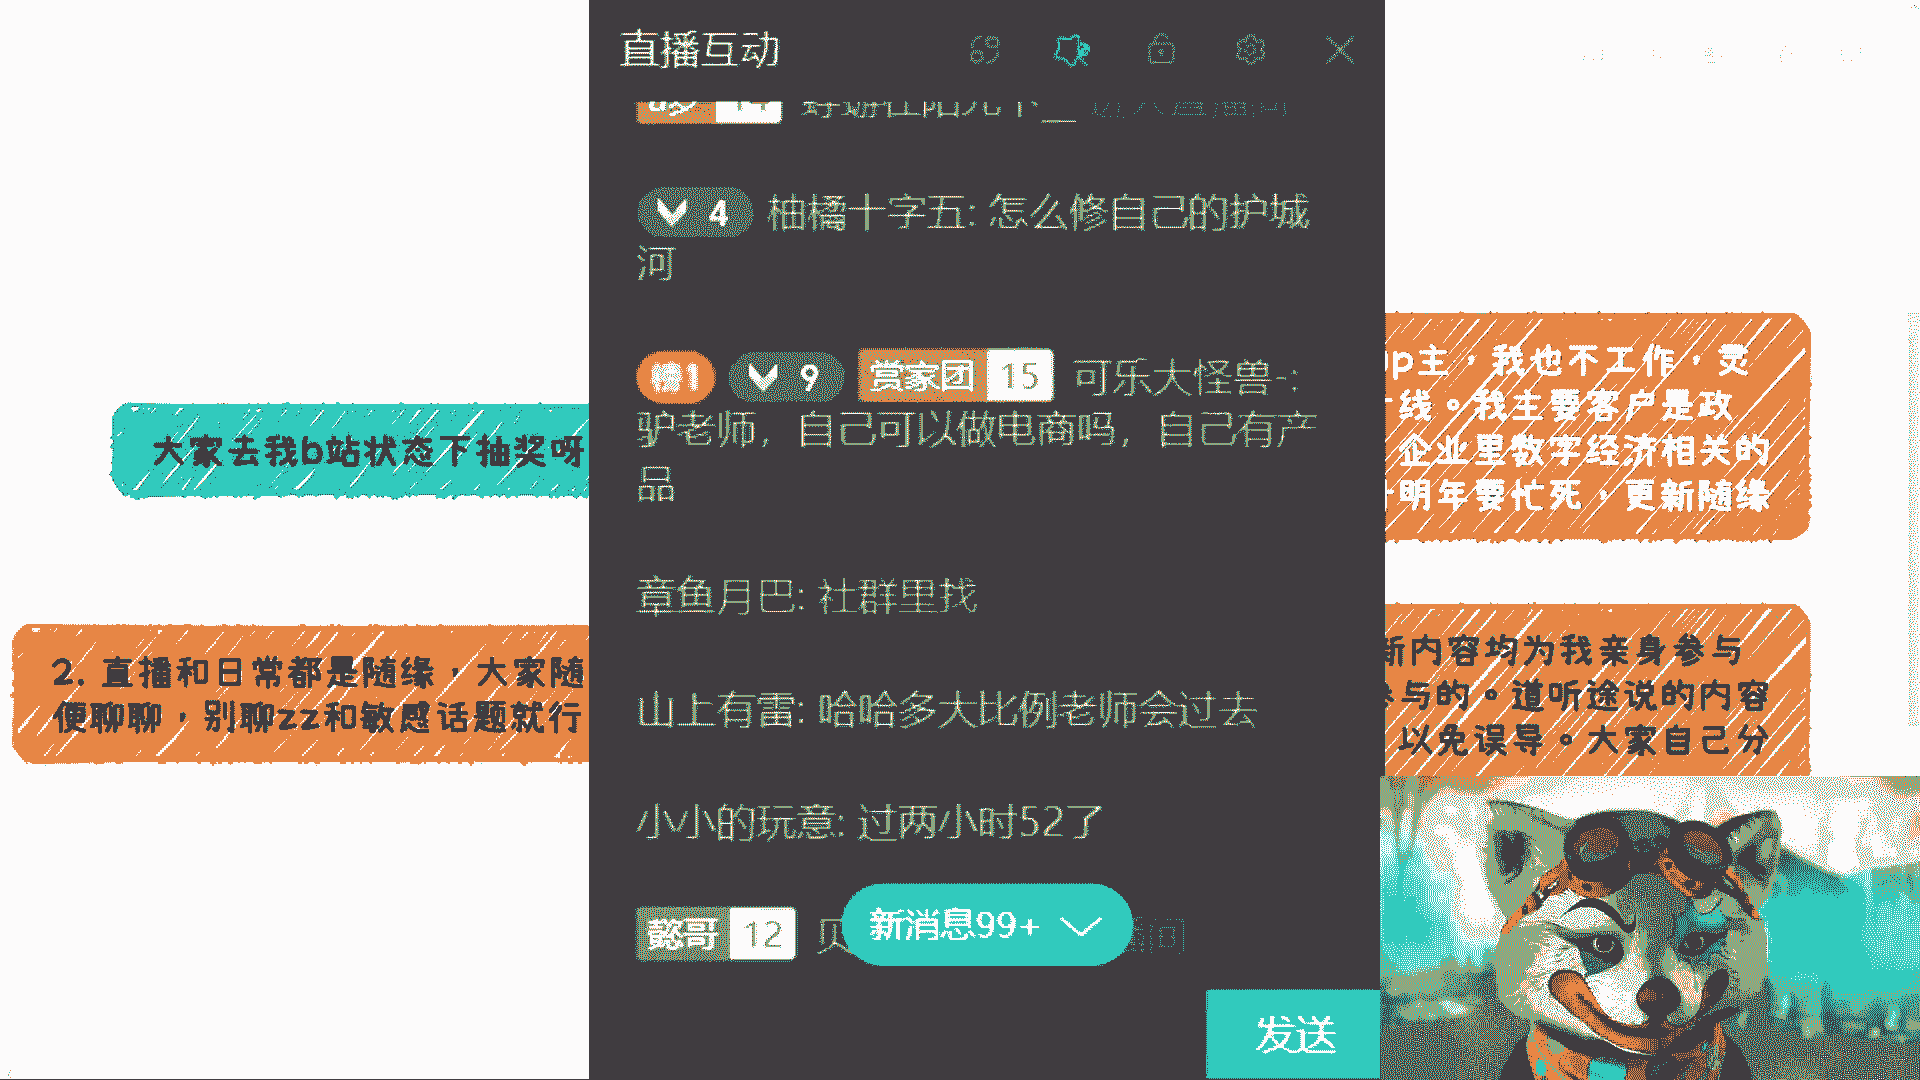 直播互动
4 柚橘十字五: 怎么修自己的护城
河
榜1 9 赏家团 15 可乐大怪兽-:
驴老师，自己可以做电商吗，自己有产
品
章鱼月巴: 社群里找
山上有雷: 哈哈多大比例老师会过去
小小的玩意: 过两小时52了
懿哥 12
新消息99+
发送
大家去我b站状态下抽奖呀
2. 直播和日常都是随缘，大家随
便聊聊，别聊zz和敏感话题就行
up主，我也不工作，灵
线。我主要客户是政
企业里数字经济相关的
明年要忙死，更新随缘
新内容均为我亲身参与
参与的。道听途说的内容
以免误导。大家自己分